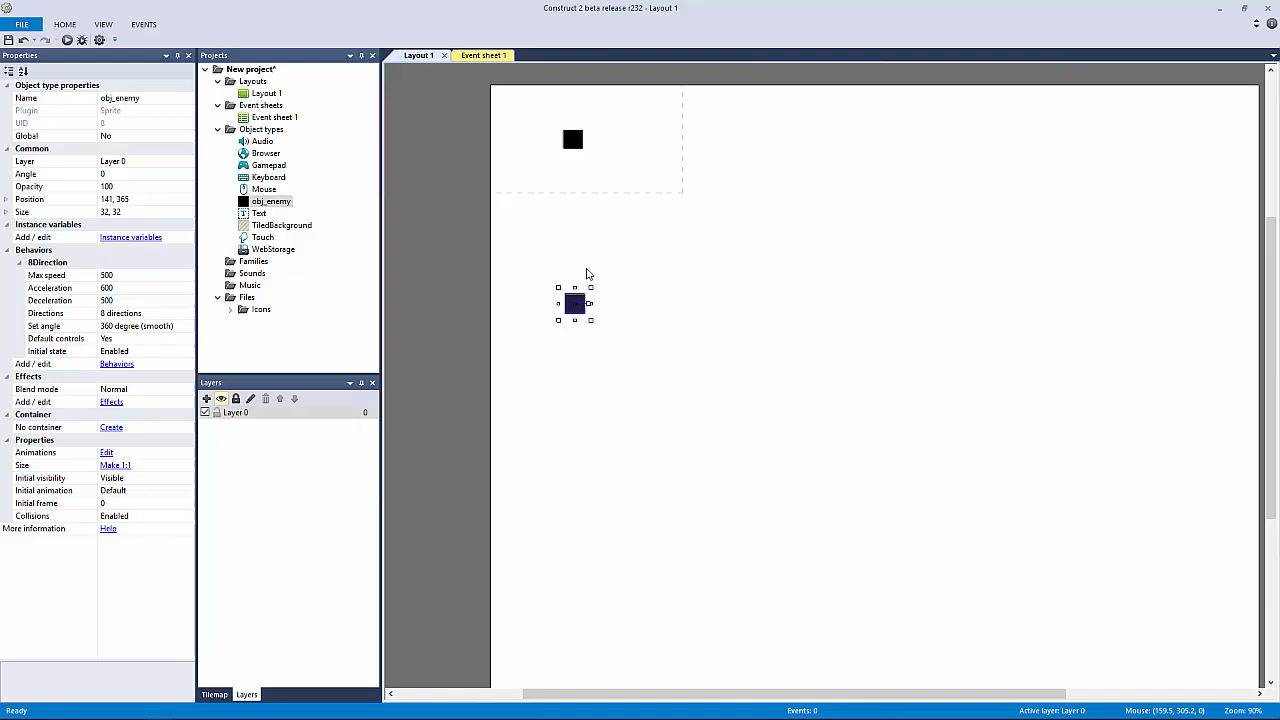 Construct 2 beta release r232 - Layout 1
FILE HOME VIEW EVENTS
Properties
Object type properties
Name obj_enemy
Plugin Sprite
UID 8
Global No
Common
Layer Layer 0
Angle 0
Opacity 100
Position 141, 365
Size 32, 32
Instance variables
Add / edit Instance variables
Behaviors
8Direction
Max speed 500
Acceleration 600
Deceleration 500
Directions 8 directions
Set angle 360 degree (smooth)
Default controls Yes
Initial state Enabled
Add / edit Behaviors
Effects
Blend mode Normal
Add / edit Effects
Container
No container Create
Properties
Animations Edit
Size Make 1:1
Initial visibility Visible
Initial animation Default
Initial frame 0
Collisions Enabled
More information Help
Projects
New project*
Layouts
Layout 1
Event sheets
Event sheet 1
Object types
Audio
Browser
Gamepad
Keyboard
Mouse
obj_enemy
Text
TiledBackground
Touch
WebStorage
Families
Sounds
Music
Files
Icons
Layers
Layer 0 0
Tilemap Layers
Layout 1 Event sheet 1
Ready Events: 0 Active layer: Layer 0 Mouse: (159.5, 305.2, 0) Zoom: 90%